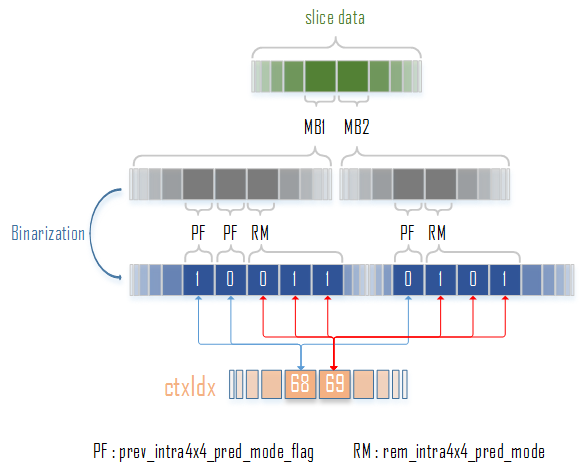 slice data
MB1 MB2
PF PF RM PF RM
Binarization
1 0 0 1 1 0 1 0 1
ctxIdx 68 69
PF : prev_intra4x4_pred_mode_flag RM : rem_intra4x4_pred_mode